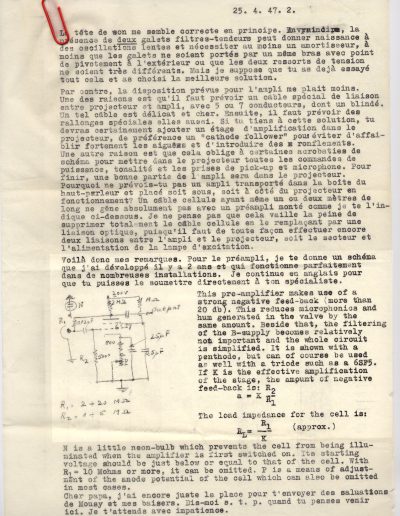 25. 4. 47. 2.
La tête de son me semble correcte en principe. la
présence de deux galets filtres-tendeurs peut donner naissance à
des oscillations lentes et nécessiter au moins un amortisseur, à
moins que les galets ne soient portés par un même bras avec point
de pivotement à l'extérieur ou que les deux ressorts de tension
ne soient très différents. Mais je suppose que tu as déjà essayé
tout cela et as choisi la meilleure solution.
Par contre, la disposition prévue pour l'ampli me plait moins.
Une des raisons est qu'il faut prévoir un cable spécial de liaison
entre projecteur et ampli, avec 5 ou 7 conducteurs, dont un blindé.
Un tel cable est délicat et cher. Ensuite, il faut prévoir des
rallonges spéciales elles aussi. Si tu tiens à cette solution, tu
devras certainement ajouter un étage d'amplification dans le
projecteur, de préférence un "cathode follower" pour éviter d'affai-
blir fortement les aiguës et d'introduire des ronflements.
Une autre raison est que cela oblige à certaines acrobaties de
schéma pour mettre dans le projecteur toutes les commandes de
puissance, tonalité et les prises de pick-up et microphone. Pour
finir, une bonne partie de l'ampli sera dans le projecteur.
Pourquoi ne prévois-tu pas un ampli transporté dans la boîte du
haut-parleur et placé soit sous, soit à côté du projecteur en
fonctionnement? Un câble cellule ayant même un ou deux mètres de
long ne gêne absolument pas avec un préampli monté comme je te l'in-
dique ci-dessous. Je ne pense pas que cela vaille la peine de
supprimer totalement le câble cellule en le remplaçant par une
liaison optique, puisqu'il faut de toute façon effectuer encore
deux liaisons entre l'ampli et le projecteur, soit le secteur et
l'alimentation de la lampe d'excitation.
Voilà donc mes remarques. Pour le préampli, je te donne un schéma
que j'ai développé il y a 2 ans et qui fonctionne parfaitement
dans de nombreuses installations. Je continue en anglais pour
que tu puisses le soumettre directement à ton spécialiste.
This pre-amplifier makes use of a
strong negative feed-back (more than
20 db). This reduces microphonics and
hum generated in the valve by the
same amount. Beside that, the filtering
of the B-supply becomes relatively
not important and the whole circuit
is simplified. It is shown with a
penthode, but can of course be used
as well with a triode such as a 6SF5.
If K is the effective amplification
of the stage, the amount of negative
feed-back is: R2
a = K R1
The load impedance for the cell is:
R1
RL= K (approx.)
R1
R2
R1 = 2 à 20 MΩ
N is a little neon-bulb which prevents the cell from being illu-
minated when the amplifier is first switched on. Its starting
voltage should be just below or equal to that of the cell. With
R1= 10 Mohms or more, it can be omitted. P is a means of adjust-
ment of the anode potential of the cell which can also be omitted
in most cases.
Cher papa, j'ai encore juste la place pour t'envoyer des salutations
de Mousy et mes baisers. Dis-moi s.t. p. quand tu penses venir
ici. Je t'attends avec impatience.